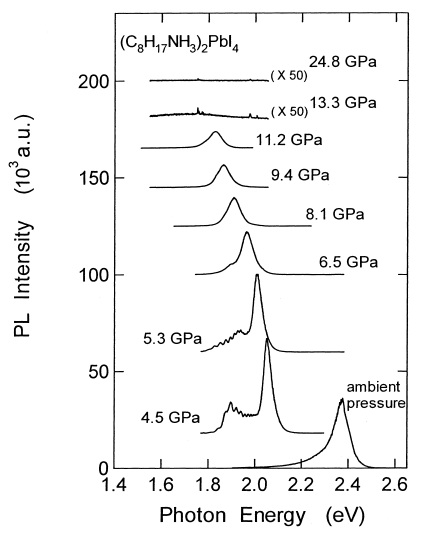 (C₈H₁₇NH₃)₂PbI₄
24.8 GPa
(X 50)
13.3 GPa
(X 50)
11.2 GPa
9.4 GPa
8.1 GPa
6.5 GPa
5.3 GPa
4.5 GPa
ambient
pressure
200
150
100
50
0
PL Intensity (10³ a.u.)
1.4 1.6 1.8 2.0 2.2 2.4 2.6
Photon Energy (eV)